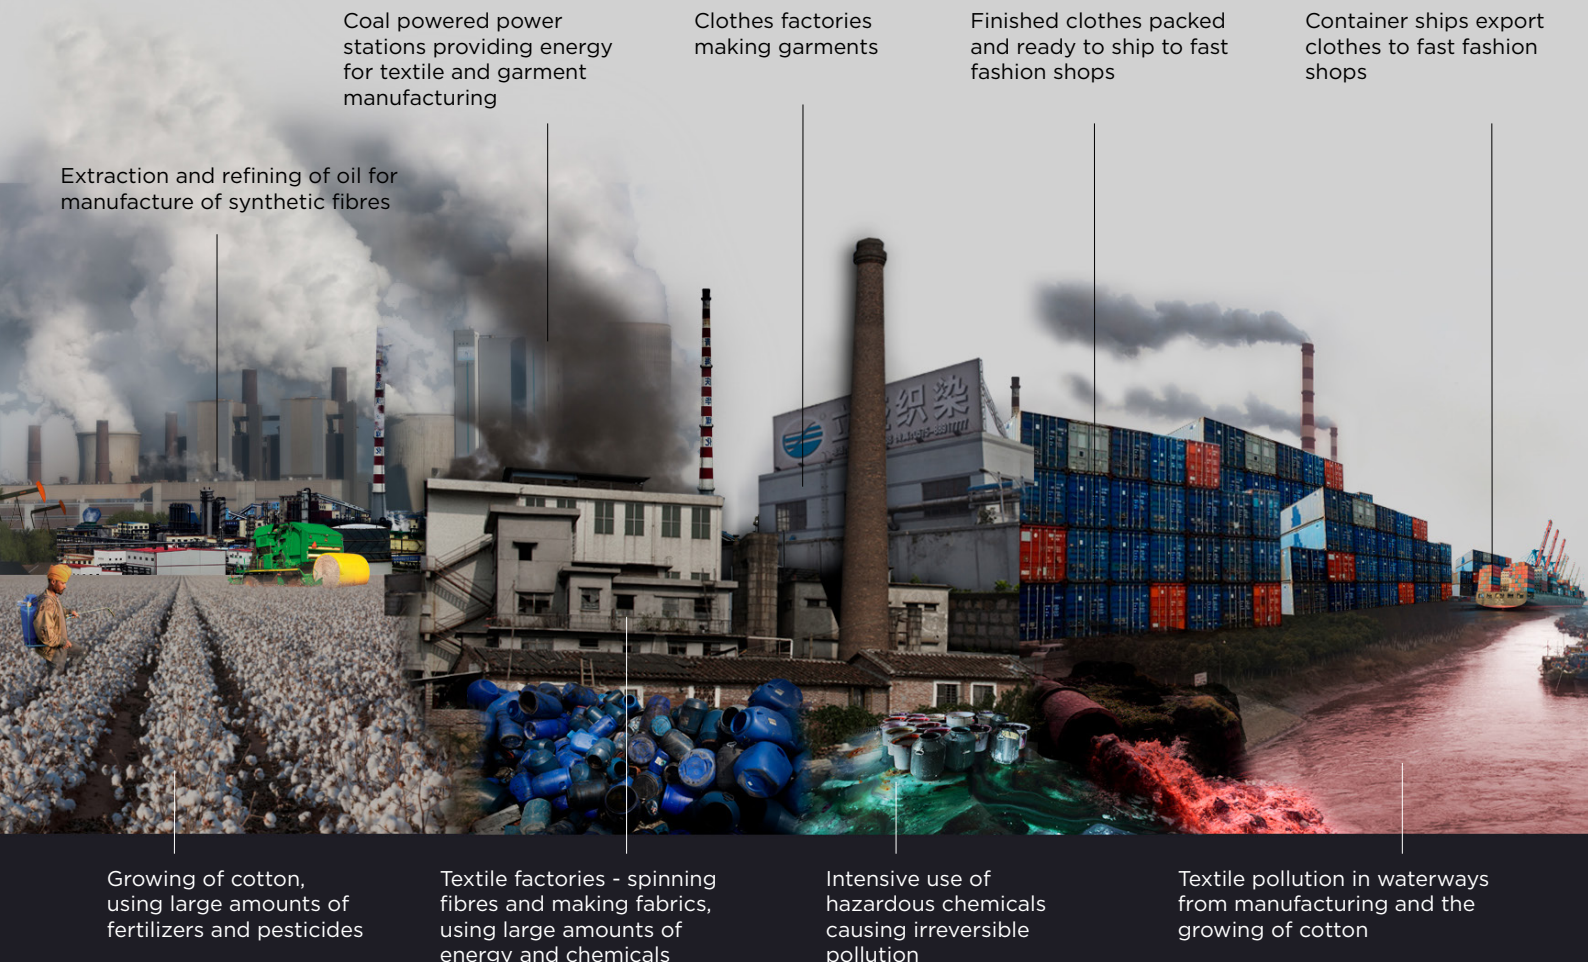 Coal powered power
stations providing energy
for textile and garment
manufacturing
Clothes factories
making garments
Finished clothes packed
and ready to ship to fast
fashion shops
Container ships export
clothes to fast fashion
shops
Extraction and refining of oil for
manufacture of synthetic fibres
织染
Growing of cotton,
using large amounts of
fertilizers and pesticides
Textile factories - spinning
fibres and making fabrics,
using large amounts of
energy and chemicals
Intensive use of
hazardous chemicals
causing irreversible
pollution
Textile pollution in waterways
from manufacturing and the
growing of cotton